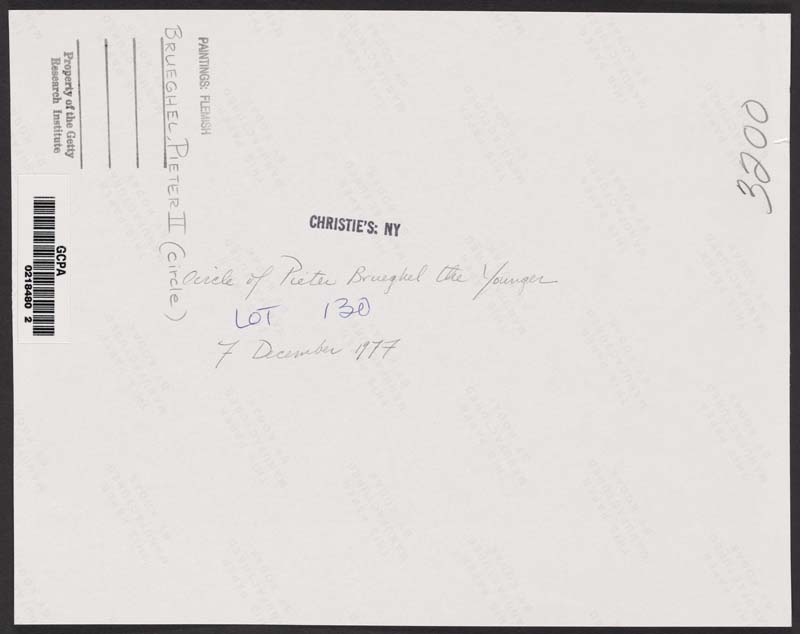 Property of the Getty
Research Institute
PAINTINGS: FLEMISH
BRUEGHEL, PIETER II (circle)
GCPA
0218480 2
CHRISTIE'S: NY
Circle of Pieter Brueghel the Younger
LOT 130
7 December 1977